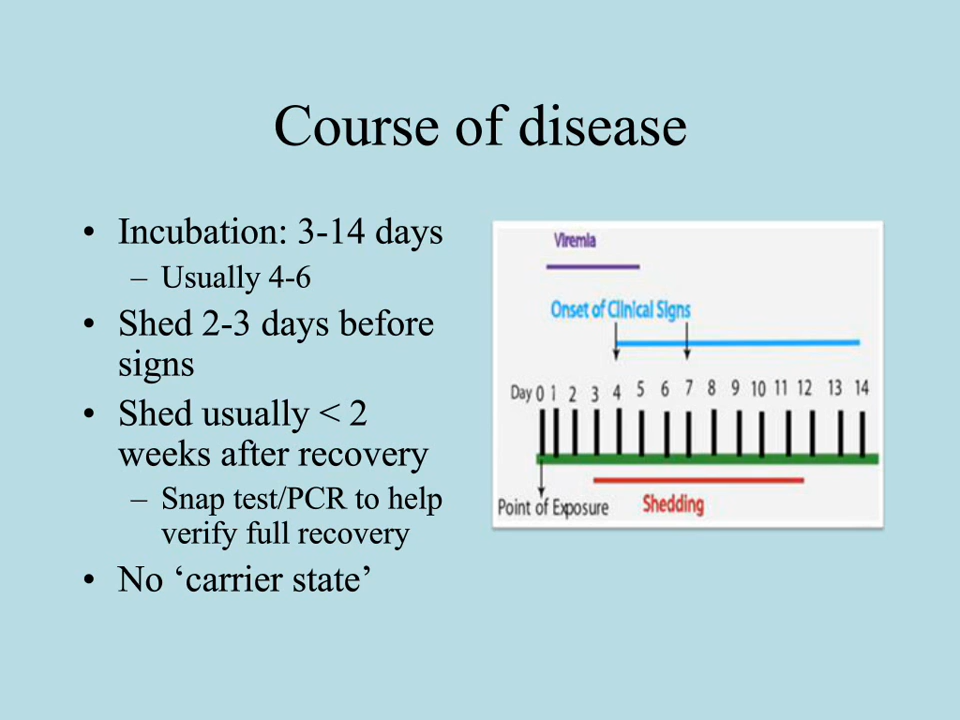 Course of disease
• Incubation: 3-14 days
– Usually 4-6
• Shed 2-3 days before
signs
• Shed usually < 2
weeks after recovery
– Snap test/PCR to help
verify full recovery
• No ‘carrier state’
Viremia
Onset of Clinical Signs
Day 0 1 2 3 4 5 6 7 8 9 10 11 12 13 14
Point of Exposure
Shedding